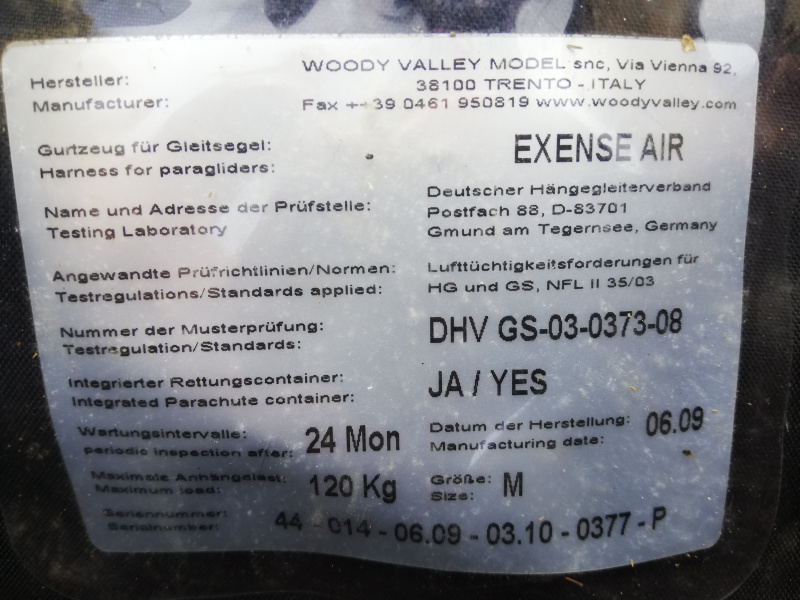 Hersteller:
Manufacturer:
WOODY VALLEY MODEL snc, Via Vienna 92,
38100 TRENTO - ITALY
Fax ++39 0461 950819 www.woodyvalley.com
Gurtzeug für Gleitsegel:
Harness for paragliders:
EXENSE AIR
Name und Adresse der Prüfstelle:
Testing Laboratory
Deutscher Hängegleiterverband
Postfach 88, D-83701
Gmund am Tegernsee, Germany
Angewandte Prüfrichtlinien/Normen:
Testregulations/Standards applied:
Lufttüchtigkeitsforderungen für
HG und GS, NFL II 35/03
Nummer der Musterprüfung:
Testregulation/Standards:
DHV GS-03-0373-08
Integrierter Rettungscontainer:
Integrated Parachute container:
JA / YES
Wartungsintervalle:
periodic inspection after:
24 Mon
Datum der Herstellung:
Manufacturing date:
06.09
Maximale Anhängelast:
Maximum load:
120 Kg
Größe:
Size:
M
Seriennummer:
Serialnumber:
44 - 014 - 06.09 - 03.10 - 0377 - P